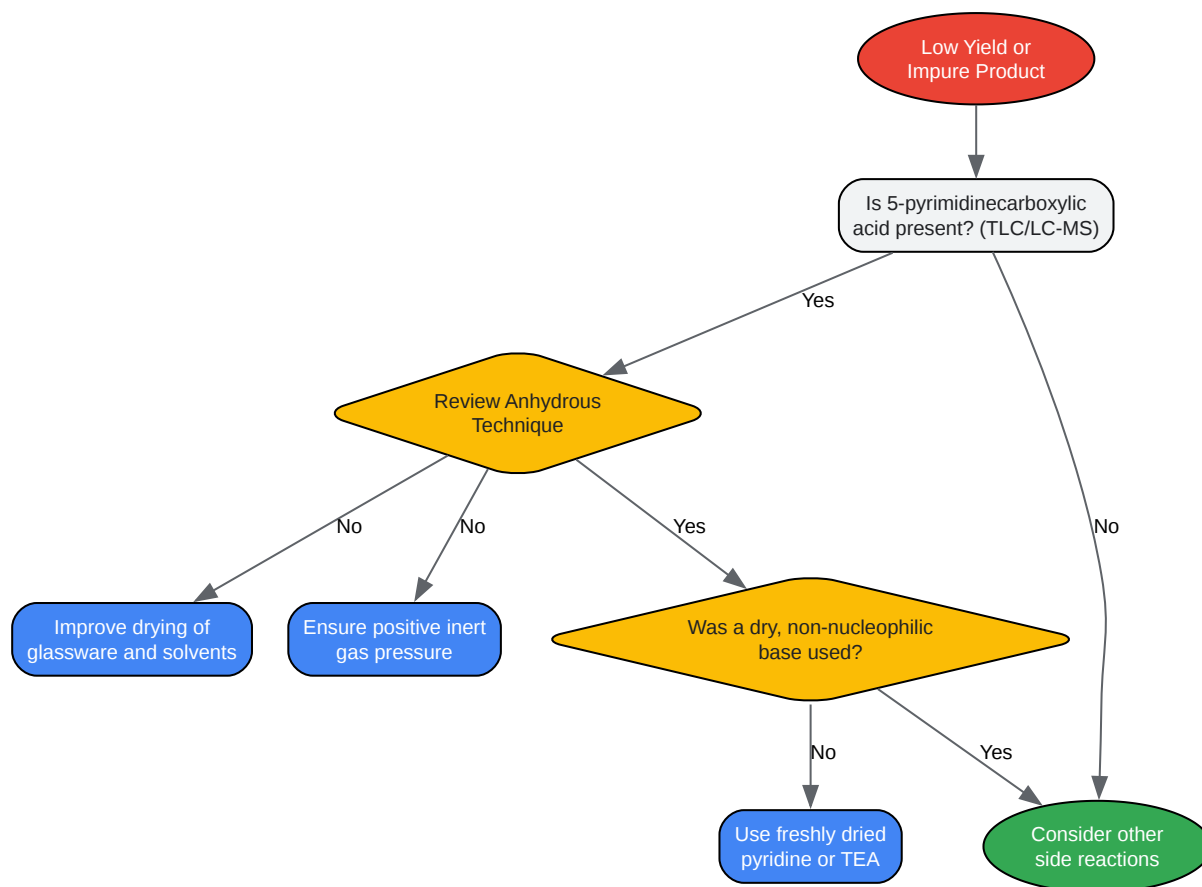 Low Yield or
Impure Product
Is 5-pyrimidinecarboxylic
acid present? (TLC/LC-MS)
Yes
Review Anhydrous
Technique
No
No
Yes
No
Improve drying of
glassware and solvents
Ensure positive inert
gas pressure
Was a dry, non-nucleophilic
base used?
No
Yes
Use freshly dried
pyridine or TEA
Consider other
side reactions